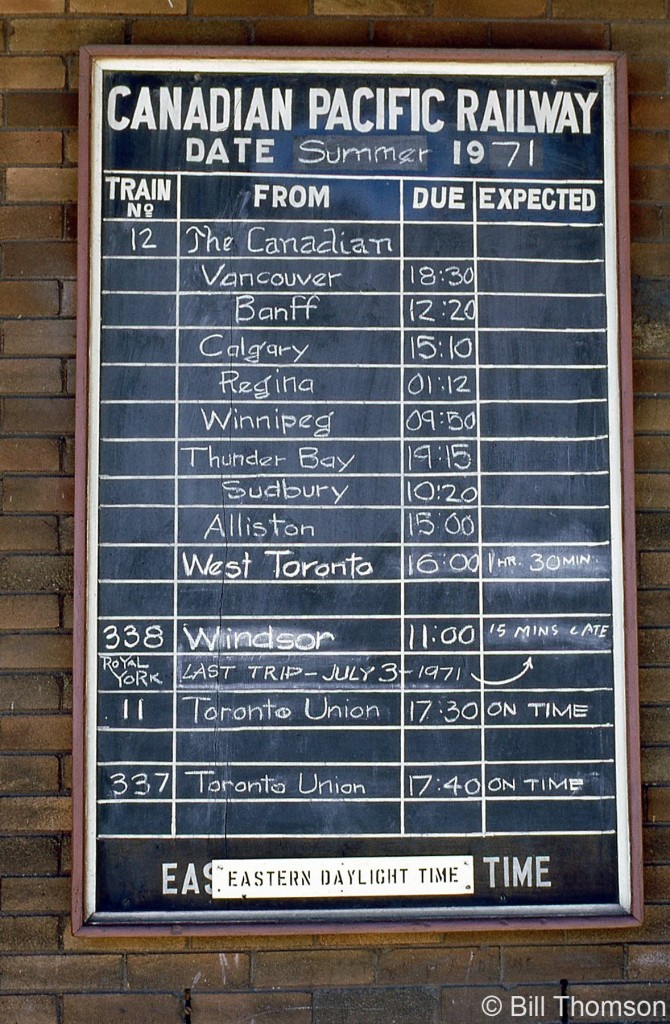 CANADIAN PACIFIC RAILWAY
DATE Summer 1971
TRAIN Nº FROM DUE EXPECTED
12 The Canadian
Vancouver 18:30
Banff 12:20
Calgary 15:10
Regina 01:12
Winnipeg 09:50
Thunder Bay 19:15
Sudbury 10:20
Alliston 15:00
West Toronto 16:00 1 HR. 30 MIN.
338 Windsor 11:00 15 MINS LATE
ROYAL YORK LAST TRIP - JULY 3 - 1971
11 Toronto Union 17:30 ON TIME
337 Toronto Union 17:40 ON TIME
EAS EASTERN DAYLIGHT TIME TIME
© Bill Thomson